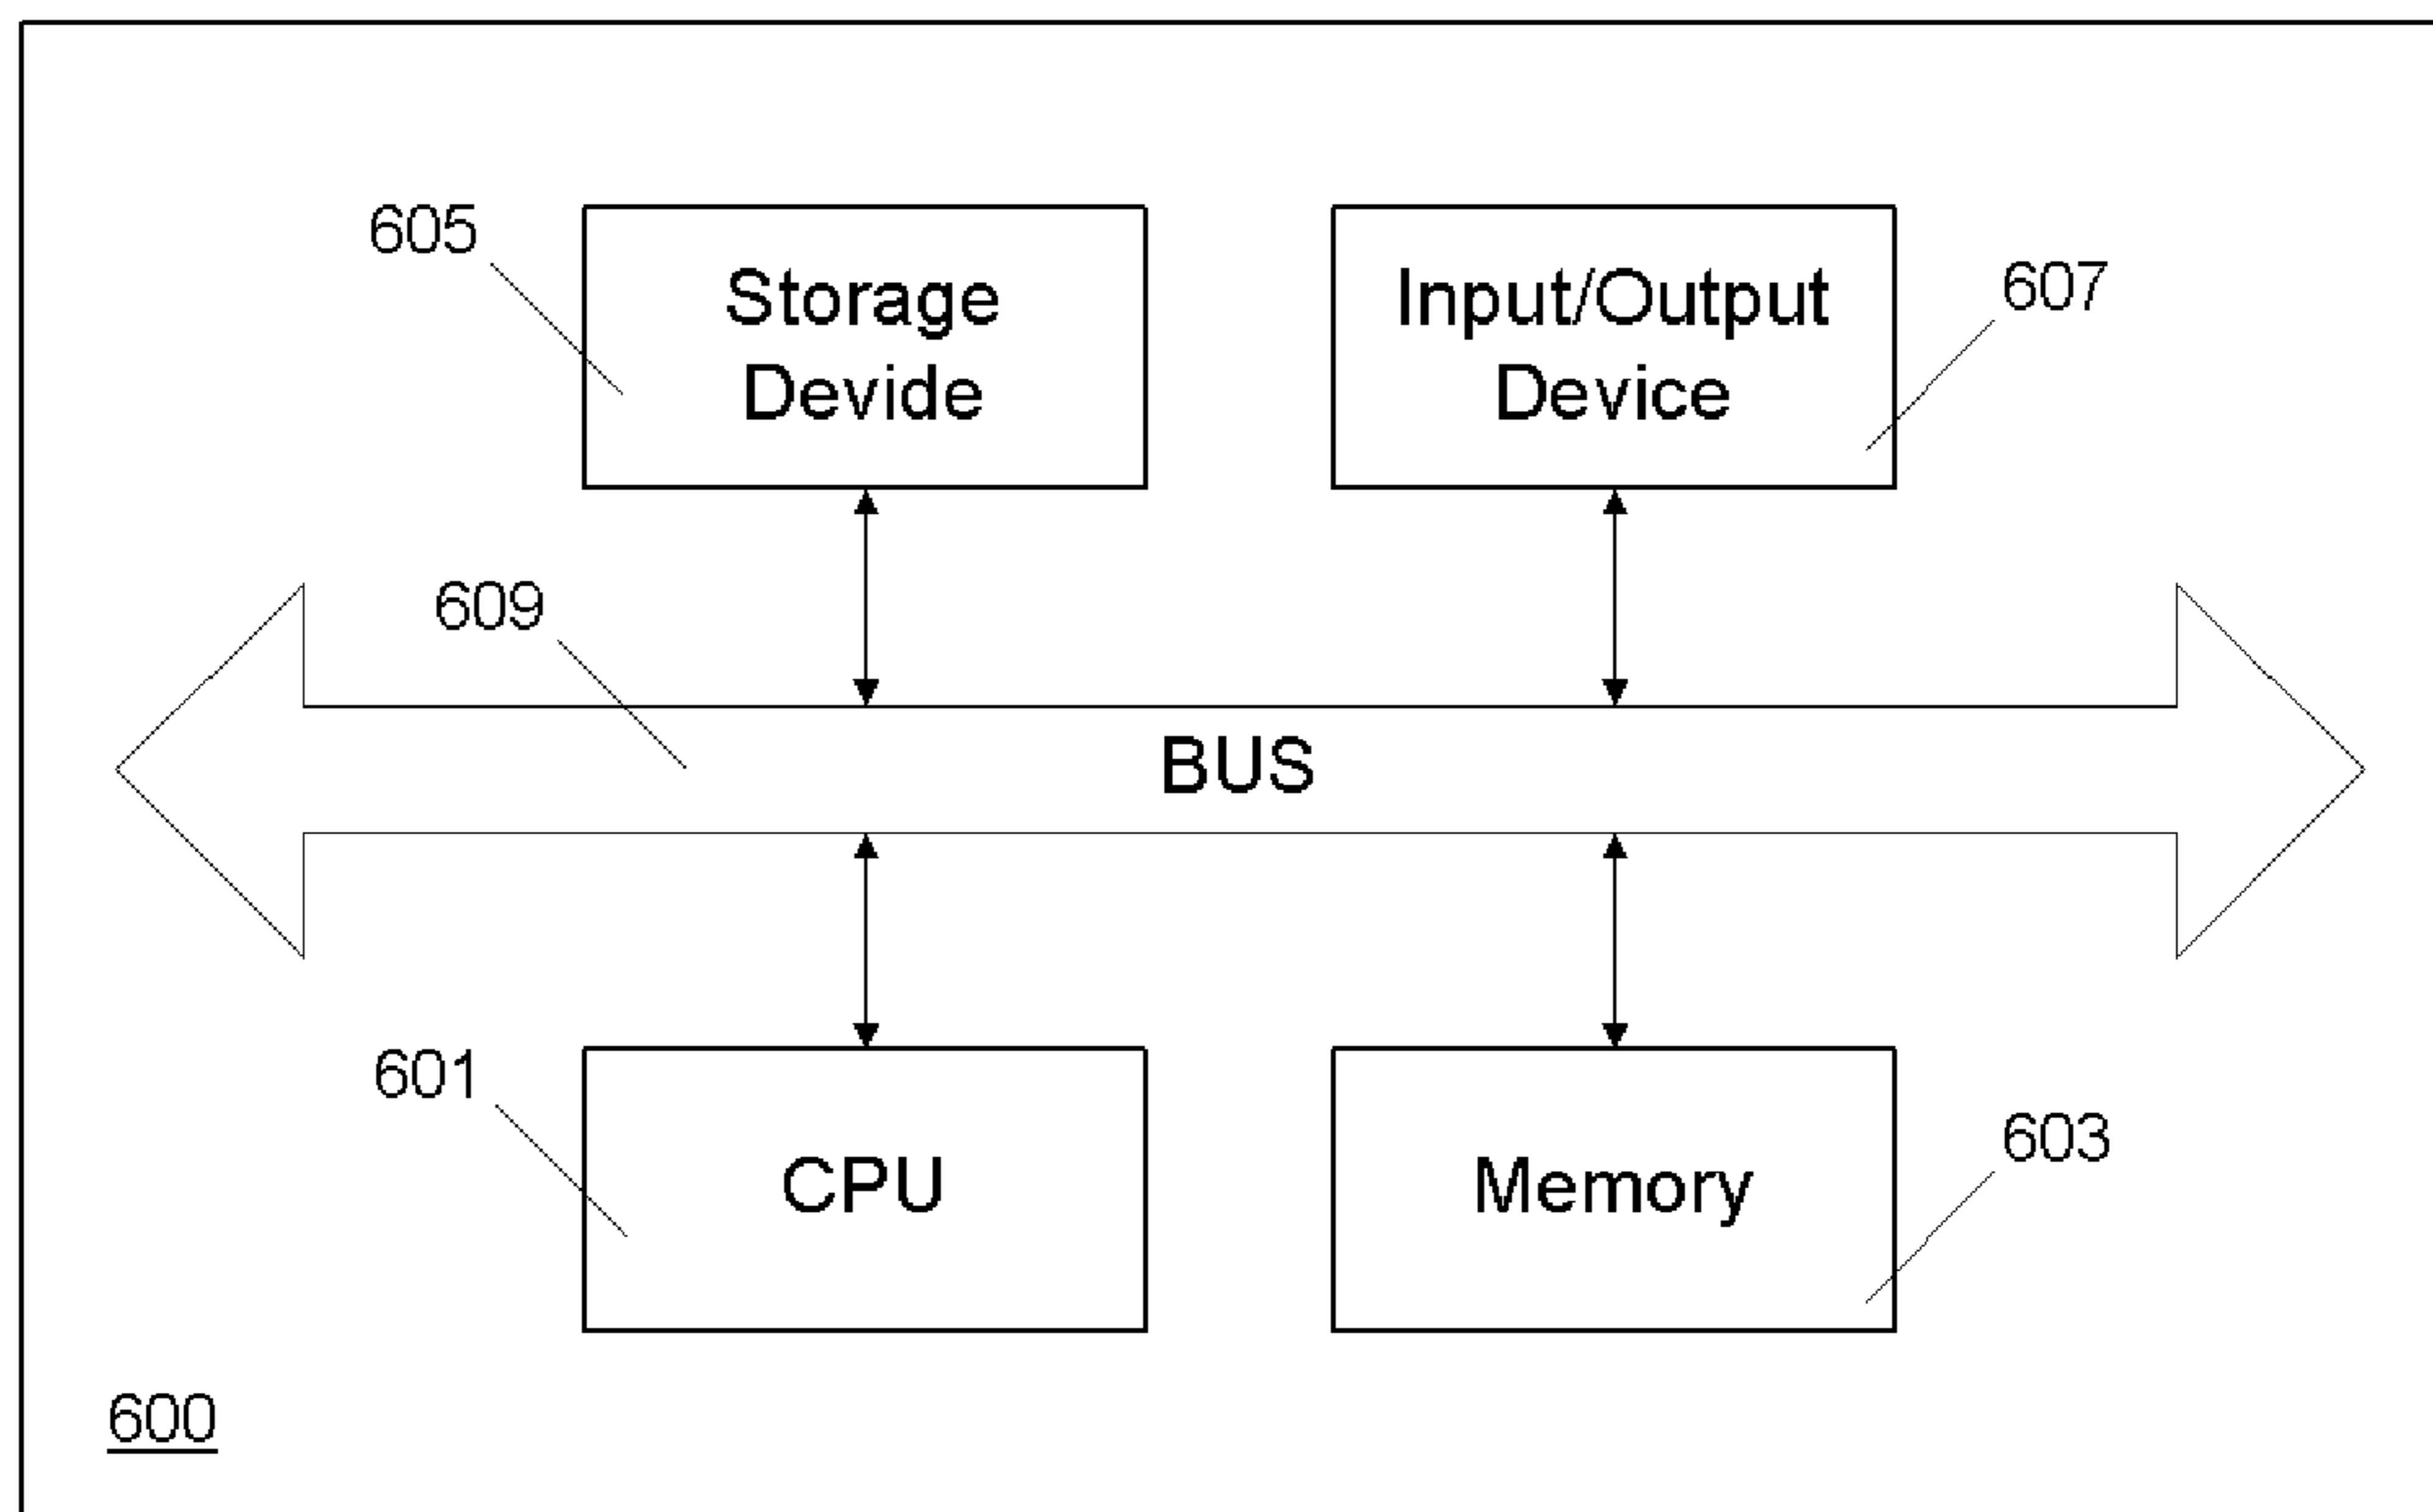 605
Storage
Devide
Input/Output
Device
607
609
BUS
601
CPU
Memory
603
600